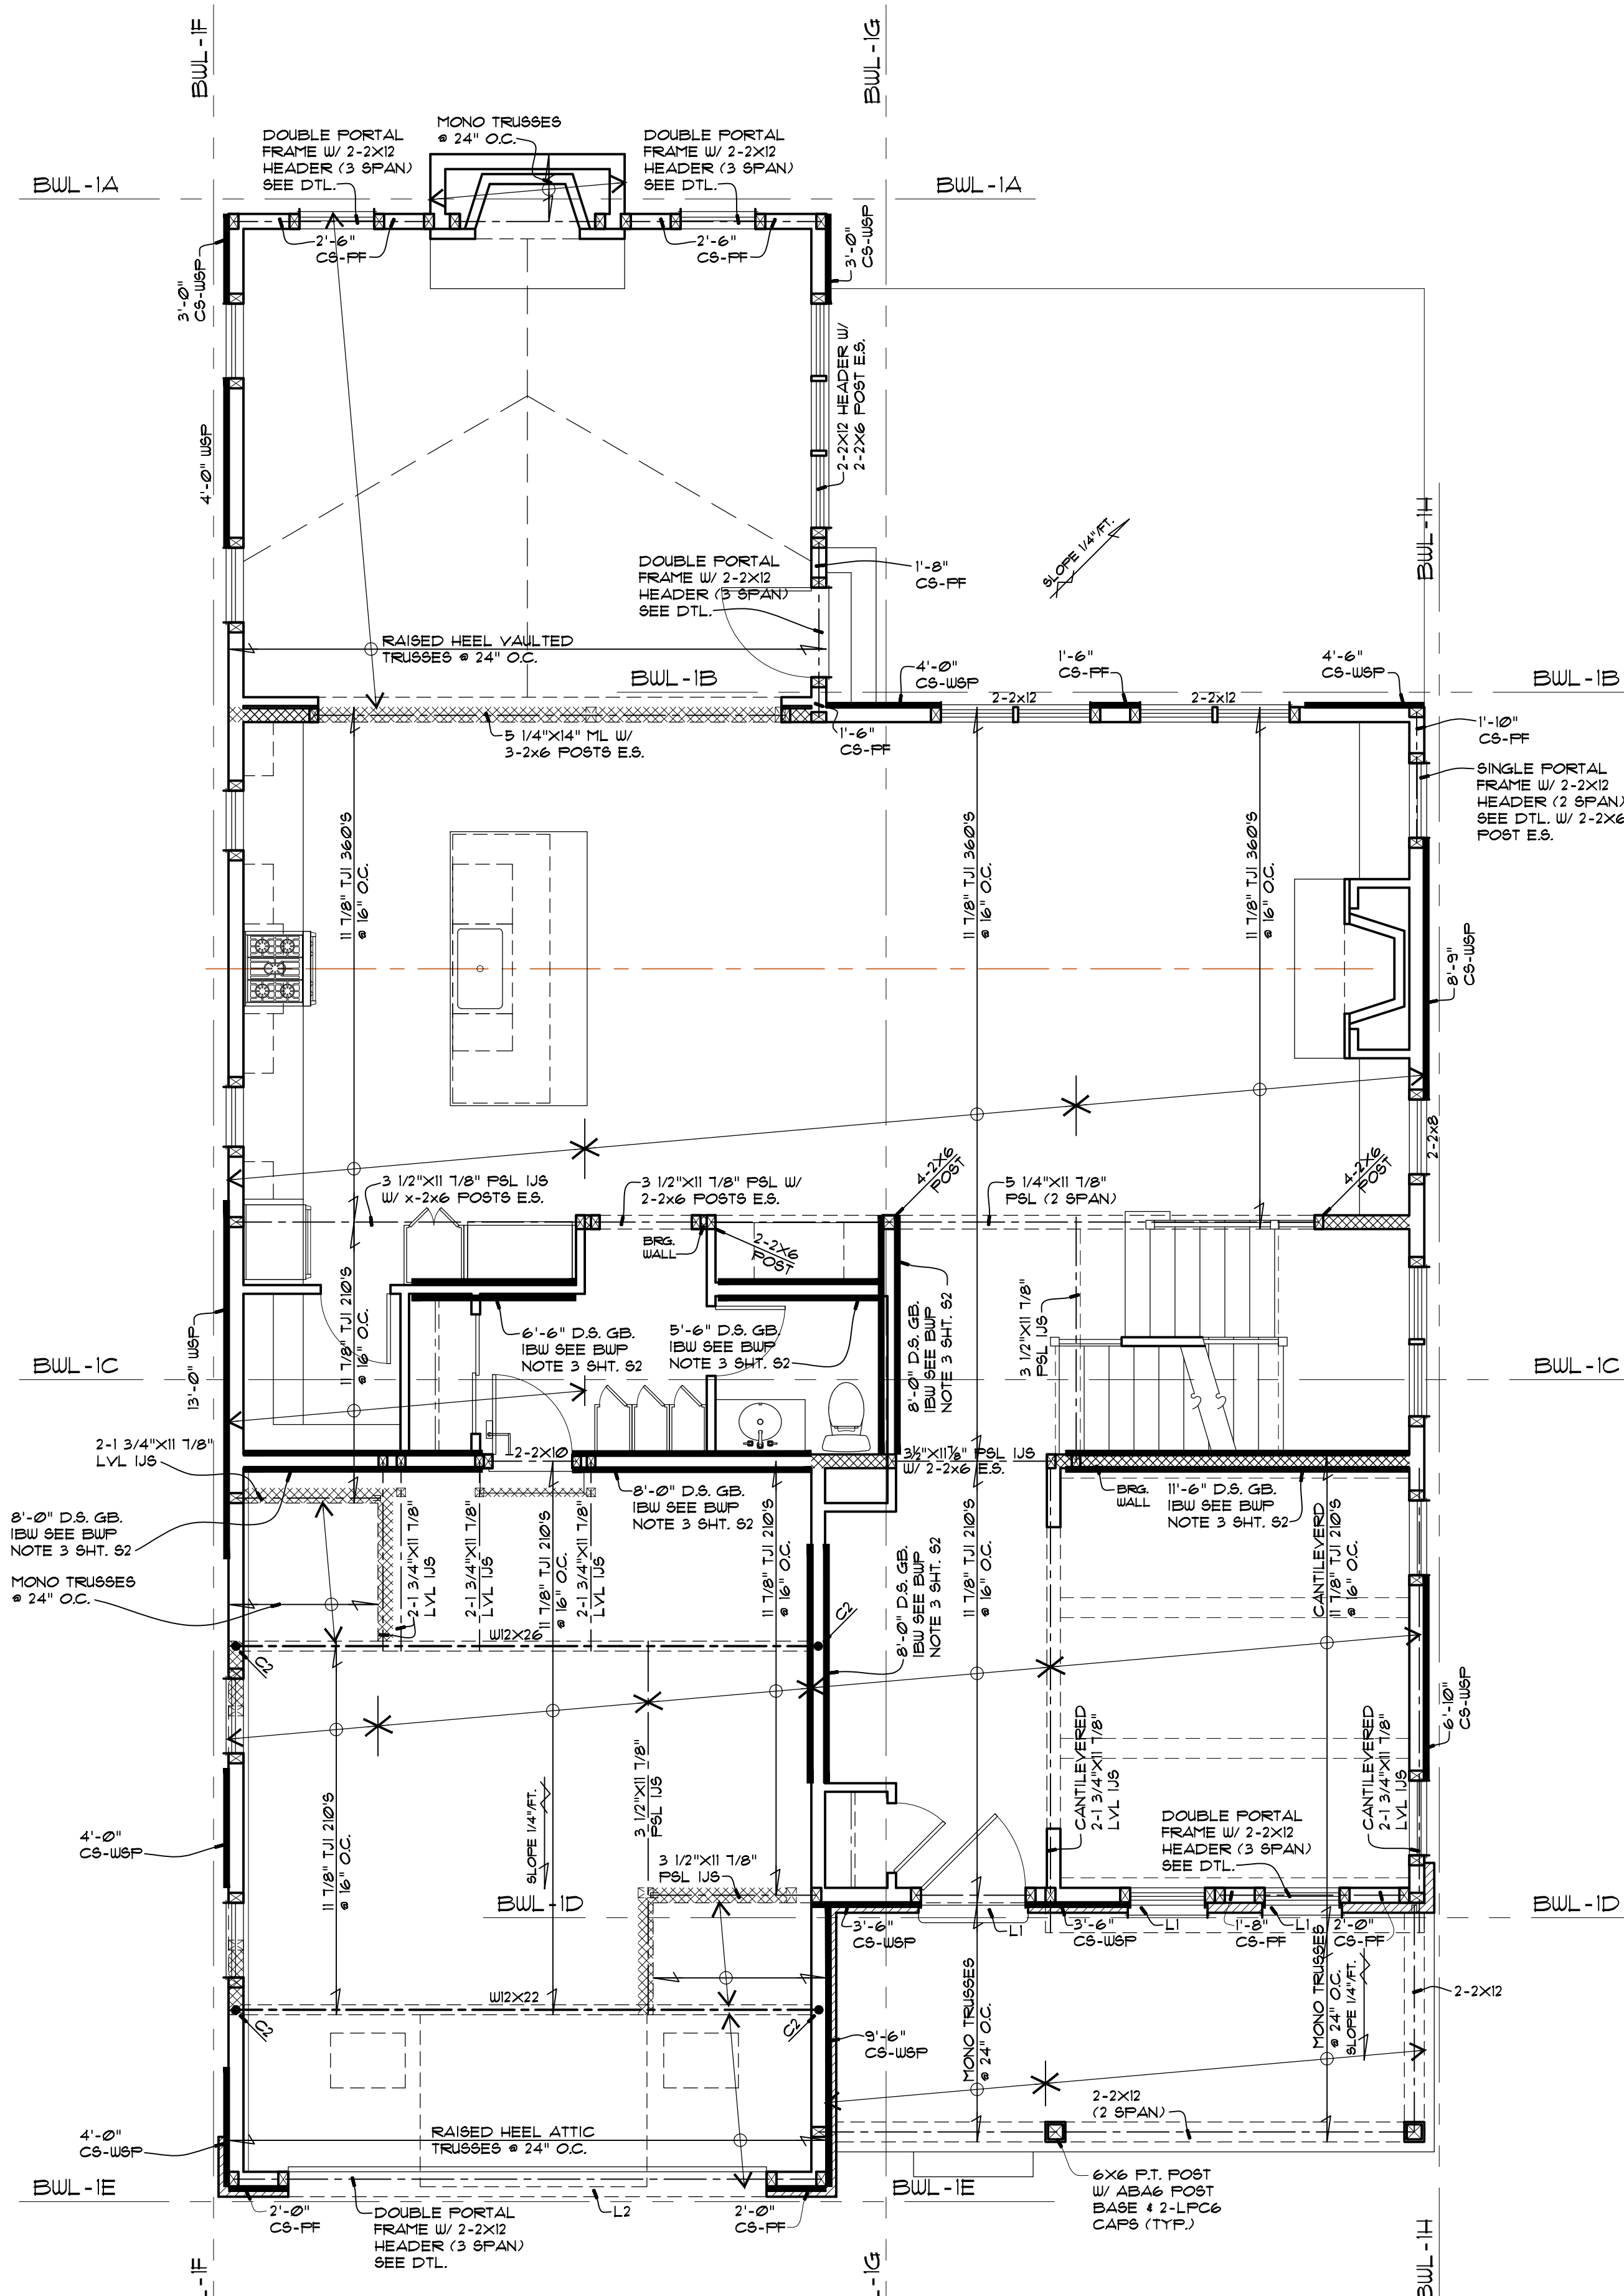 BWL-1F
BWL-1G
MONO TRUSSES
@ 24" O.C.
DOUBLE PORTAL
FRAME W/ 2-2X12
HEADER (3 SPAN)
SEE DTL.
DOUBLE PORTAL
FRAME W/ 2-2X12
HEADER (3 SPAN)
SEE DTL.
BWL-1A
BWL-1A
2'-6"
CS-PF
2'-6"
CS-PF
3'-0"
CS-WSP
3'-0"
CS-WSP
2-2X12 HEADER W/
2-2X6 POST E.S.
4'-0" WSP
BWL-1H
SLOPE 1/4"/FT.
DOUBLE PORTAL
FRAME W/ 2-2X12
HEADER (3 SPAN)
SEE DTL.
1'-8"
CS-PF
RAISED HEEL VAULTED
TRUSSES @ 24" O.C.
BWL-1B
4'-0"
CS-WSP
1'-6"
CS-PF
4'-6"
CS-WSP
BWL-1B
2-2x12
2-2x12
5 1/4"X14" ML W/
3-2x6 POSTS E.S.
1'-6"
CS-PF
1'-10"
CS-PF
SINGLE PORTAL
FRAME W/ 2-2X12
HEADER (2 SPAN)
SEE DTL. W/ 2-2X6
POST E.S.
11 7/8" TJI 360'S
@ 16" O.C.
11 7/8" TJI 360'S
@ 16" O.C.
11 7/8" TJI 360'S
@ 16" O.C.
8'-9"
CS-WSP
2-2x8
3 1/2"X11 7/8" PSL IJS
W/ x-2x6 POSTS E.S.
3 1/2"X11 7/8" PSL W/
2-2x6 POSTS E.S.
4-2X6
POST
5 1/4"X11 7/8"
PSL (2 SPAN)
4-2X6
POST
BRG.
WALL
2-2X6
POST
11 7/8" TJI 210'S
@ 16" O.C.
6'-6" D.S. GB.
IBW SEE BWP
NOTE 3 SHT. S2
5'-6" D.S. GB.
IBW SEE BWP
NOTE 3 SHT. S2
8'-0" D.S. GB.
IBW SEE BWP
NOTE 3 SHT. S2
3 1/2"X11 7/8"
PSL IJS
13'-0" WSP
BWL-1C
BWL-1C
2-1 3/4"X11 7/8"
LVL IJS
2-2X10
3½"X11⅞" PSL IJS
W/ 2-2x6 E.S.
8'-0" D.S. GB.
IBW SEE BWP
NOTE 3 SHT. S2
8'-0" D.S. GB.
IBW SEE BWP
NOTE 3 SHT. S2
BRG.
WALL
11'-6" D.S. GB.
IBW SEE BWP
NOTE 3 SHT. S2
MONO TRUSSES
@ 24" O.C.
2-1 3/4"X11 7/8"
LVL IJS
2-1 3/4"X11 7/8"
LVL IJS
11 7/8" TJI 210'S
@ 16" O.C.
2-1 3/4"X11 7/8"
LVL IJS
11 7/8" TJI 210'S
@ 16" O.C.
8'-0" D.S. GB.
IBW SEE BWP
NOTE 3 SHT. S2
11 7/8" TJI 210'S
@ 16" O.C.
CANTILEVERD
11 7/8" TJI 210'S
@ 16" O.C.
W12X26
C2
C2
6'-10"
CS-WSP
CANTILEVERED
2-1 3/4"X11 7/8"
LVL IJS
CANTILEVERED
2-1 3/4"X11 7/8"
LVL IJS
3 1/2"X11 7/8"
PSL IJS
4'-0"
CS-WSP
11 7/8" TJI 210'S
@ 16" O.C.
SLOPE 1/4"/FT.
3 1/2"X11 7/8"
PSL IJS
DOUBLE PORTAL
FRAME W/ 2-2X12
HEADER (3 SPAN)
SEE DTL.
BWL-1D
BWL-1D
3'-6"
CS-WSP
L1
3'-6"
CS-WSP
L1
1'-8"
CS-PF
L1
2'-0"
CS-PF
MONO TRUSSES
@ 24" O.C.
MONO TRUSSES
@ 24" O.C.
SLOPE 1/4"/FT.
2-2X12
W12X22
C2
C2
9'-6"
CS-WSP
2-2X12
(2 SPAN)
4'-0"
CS-WSP
RAISED HEEL ATTIC
TRUSSES @ 24" O.C.
BWL-1E
BWL-1E
2'-0"
CS-PF
DOUBLE PORTAL
FRAME W/ 2-2X12
HEADER (3 SPAN)
SEE DTL.
L2
2'-0"
CS-PF
6X6 P.T. POST
W/ ABA6 POST
BASE & 2-LPC6
CAPS (TYP.)
L-1F
-1G
BWL-1H